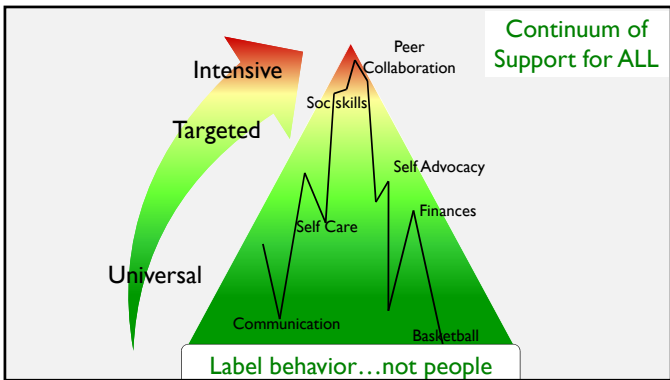 Continuum of
Support for ALL
Peer
Collaboration
Intensive
Soc skills
Targeted
Self Advocacy
Finances
Self Care
Universal
Communication
Basketball
Label behavior…not people